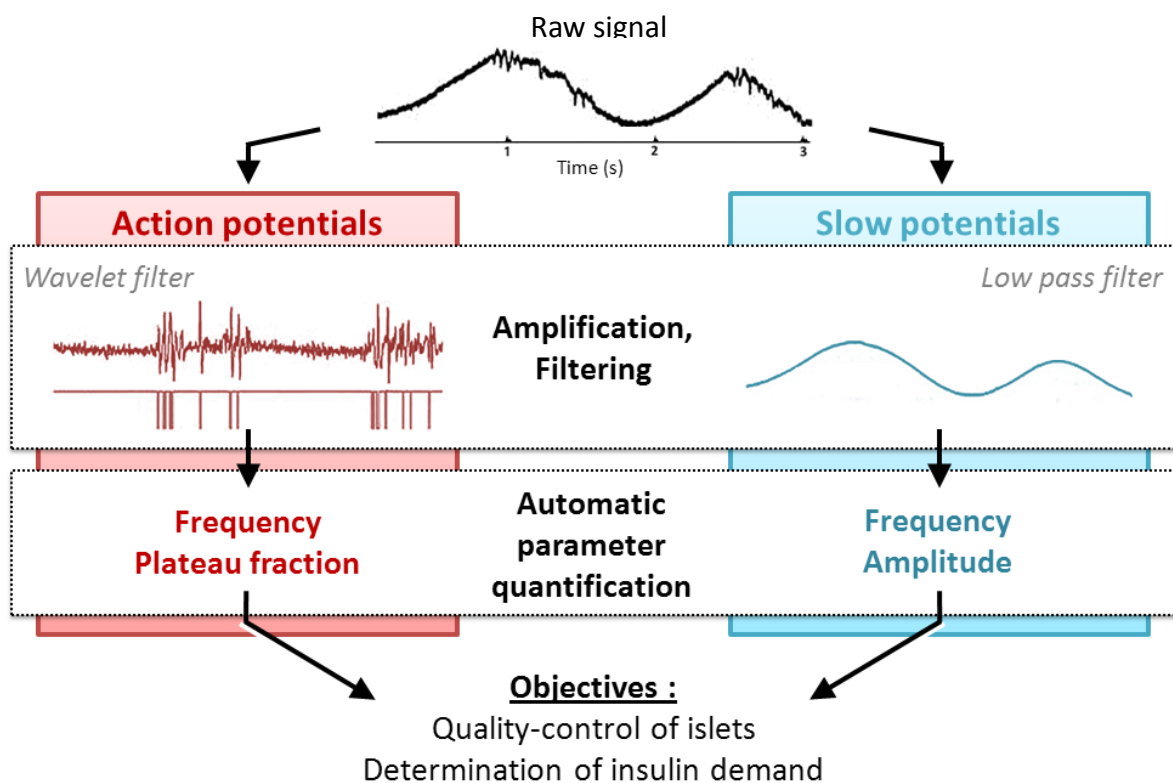 Raw signal
1
2
3
Time (s)
Action potentials
Slow potentials
Wavelet filter
Low pass filter
Amplification,
Filtering
Frequency
Plateau fraction
Automatic
parameter
quantification
Frequency
Amplitude
Objectives :
Quality-control of islets
Determination of insulin demand